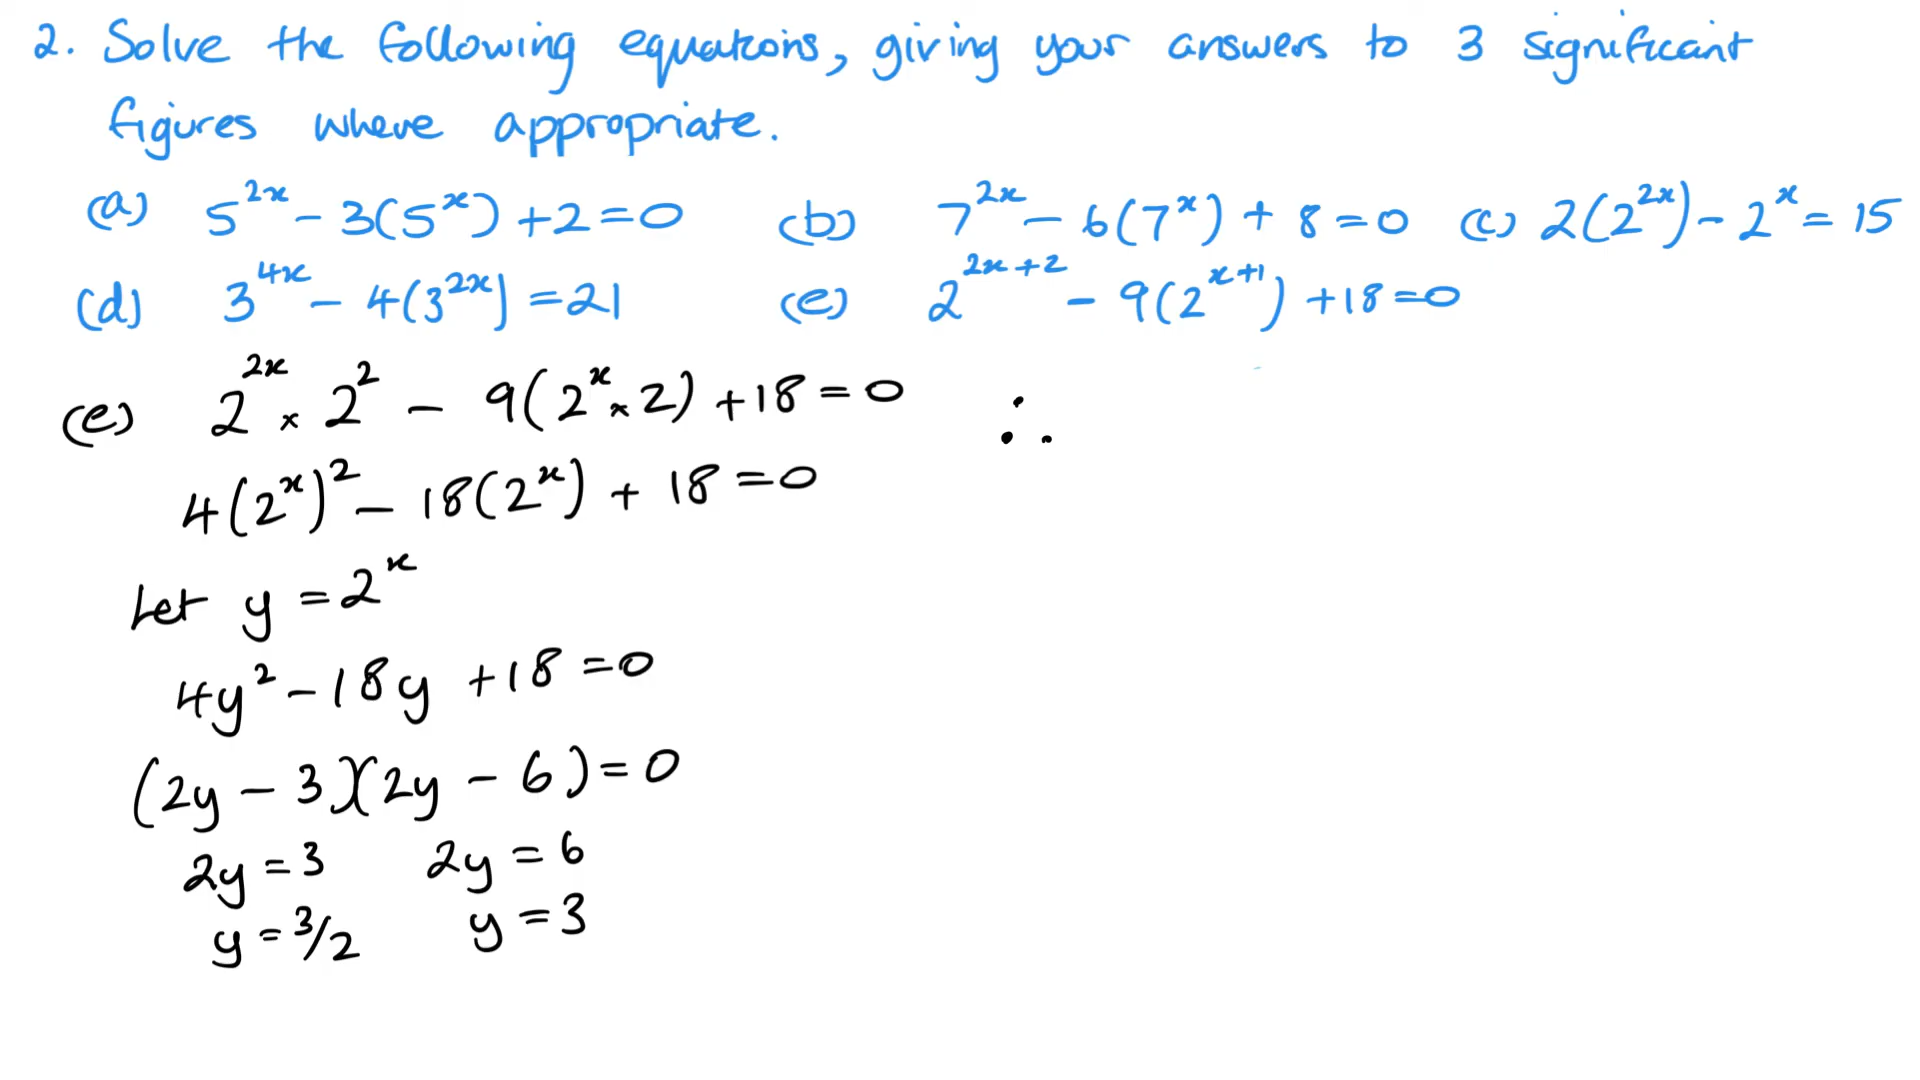 2. Solve the following equations, giving your answers to 3 significant
figures where appropriate.
(a) 5^{2x} - 3(5^x) + 2 = 0 (b) 7^{2x} - 6(7^x) + 8 = 0 (c) 2(2^{2x}) - 2^x = 15
(d) 3^{4x} - 4(3^{2x}) = 21 (e) 2^{2x+2} - 9(2^{x+1}) + 18 = 0
(e) 2^{2x} × 2^2 - 9(2^x × 2) + 18 = 0 ∴
4(2^x)^2 - 18(2^x) + 18 = 0
Let y = 2^x
4y^2 - 18y + 18 = 0
(2y - 3)(2y - 6) = 0
2y = 3 2y = 6
y = 3/2 y = 3